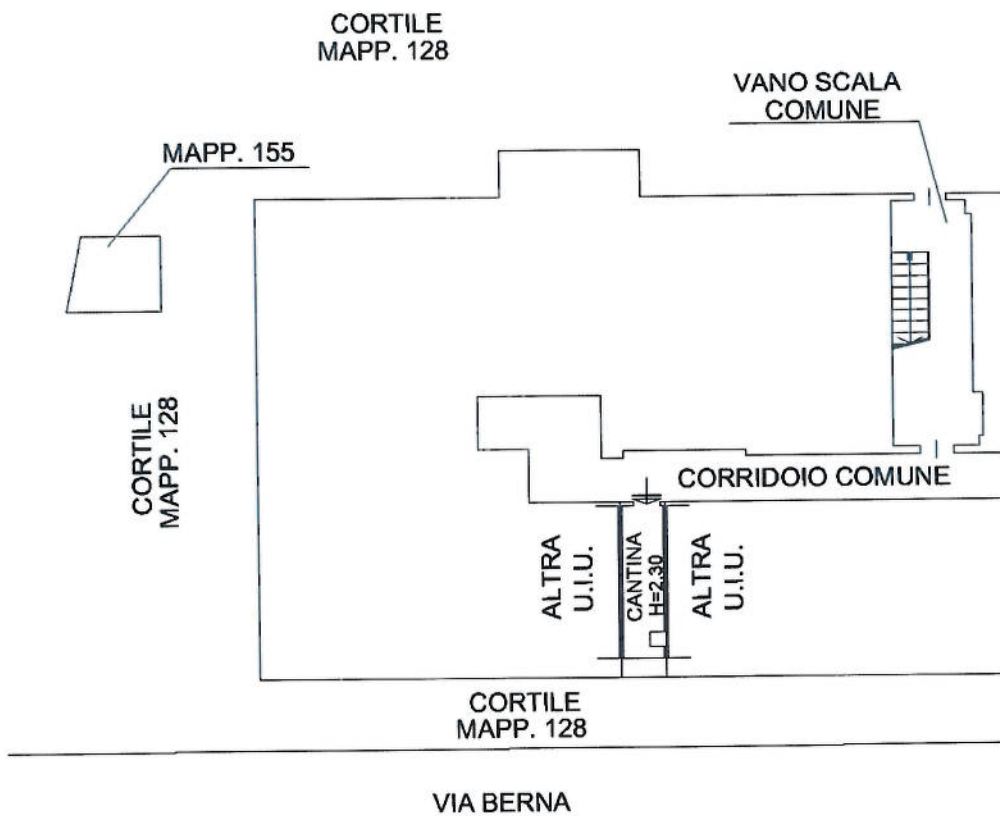 CORTILE
MAPP. 128
VANO SCALA
COMUNE
MAPP. 155
CORTILE
MAPP. 128
CORRIDOIO COMUNE
ALTRA
U.I.U.
CANTINA
H=2.30
ALTRA
U.I.U.
CORTILE
MAPP. 128
VIA BERNA